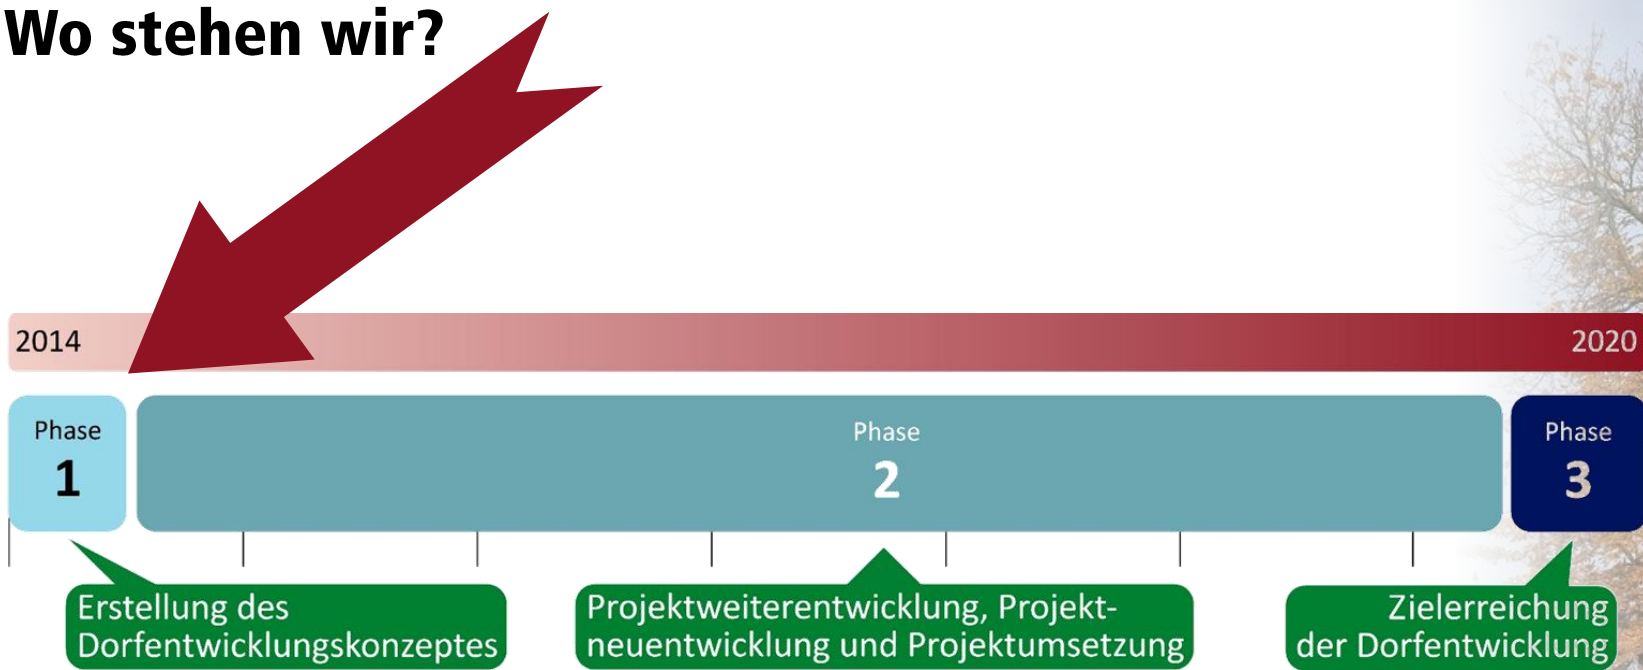 Wo stehen wir?
2014
2020
Phase
1
Phase
2
Phase
3
Erstellung des
Dorfentwicklungskonzeptes
Projektweiterentwicklung, Projekt-
neuentwicklung und Projektumsetzung
Zielerreichung
der Dorfentwicklung